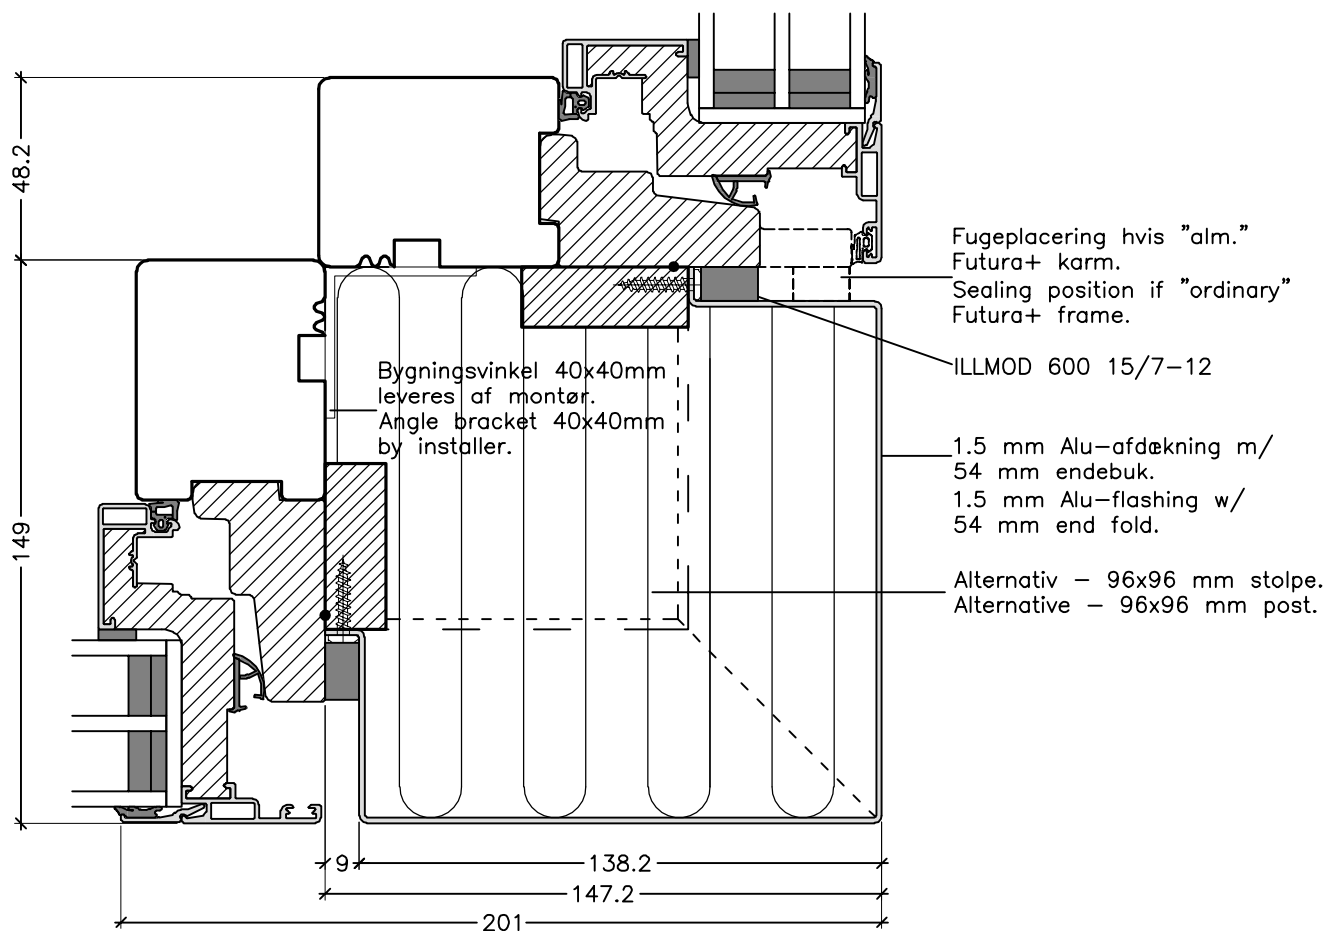 48.2
149
Fugeplacering hvis ”alm.”
Futura+ karm.
Sealing position if ”ordinary”
Futura+ frame.
ILLMOD 600 15/7-12
Bygningsvinkel 40x40mm
leveres af montør.
Angle bracket 40x40mm
by installer.
1.5 mm Alu-afdækning m/
54 mm endebuk.
1.5 mm Alu-flashing w/
54 mm end fold.
Alternativ - 96x96 mm stolpe.
Alternative - 96x96 mm post.
9
138.2
147.2
201